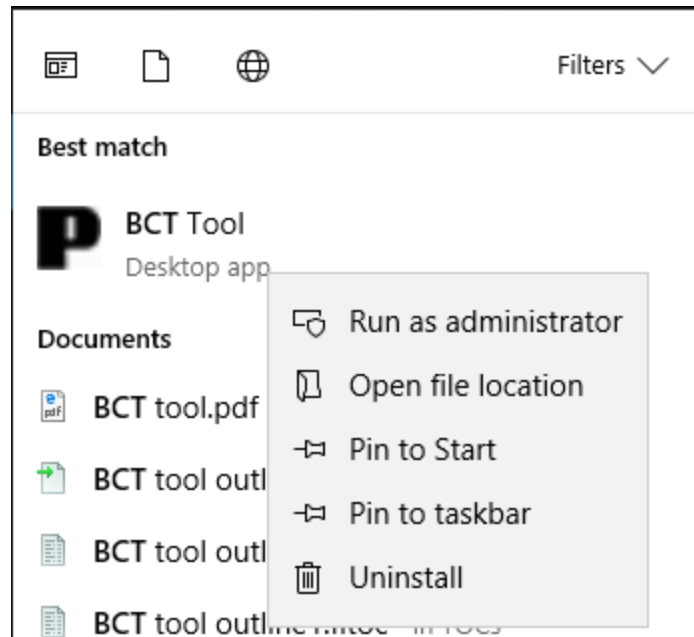 Filters
Best match
BCT Tool
Desktop app
Run as administrator
Documents
Open file location
BCT tool.pdf
Pin to Start
BCT tool outl
Pin to taskbar
BCT tool outl
Uninstall
BCT tool